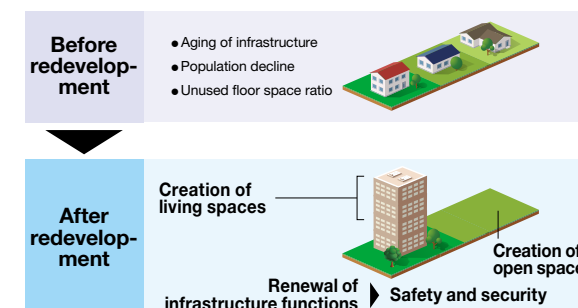 Before
redevelop-
ment
● Aging of infrastructure
● Population decline
● Unused floor space ratio
After
redevelop-
ment
Creation of
living spaces
Creation of
open space
Renewal of
infrastructure functions
Safety and security